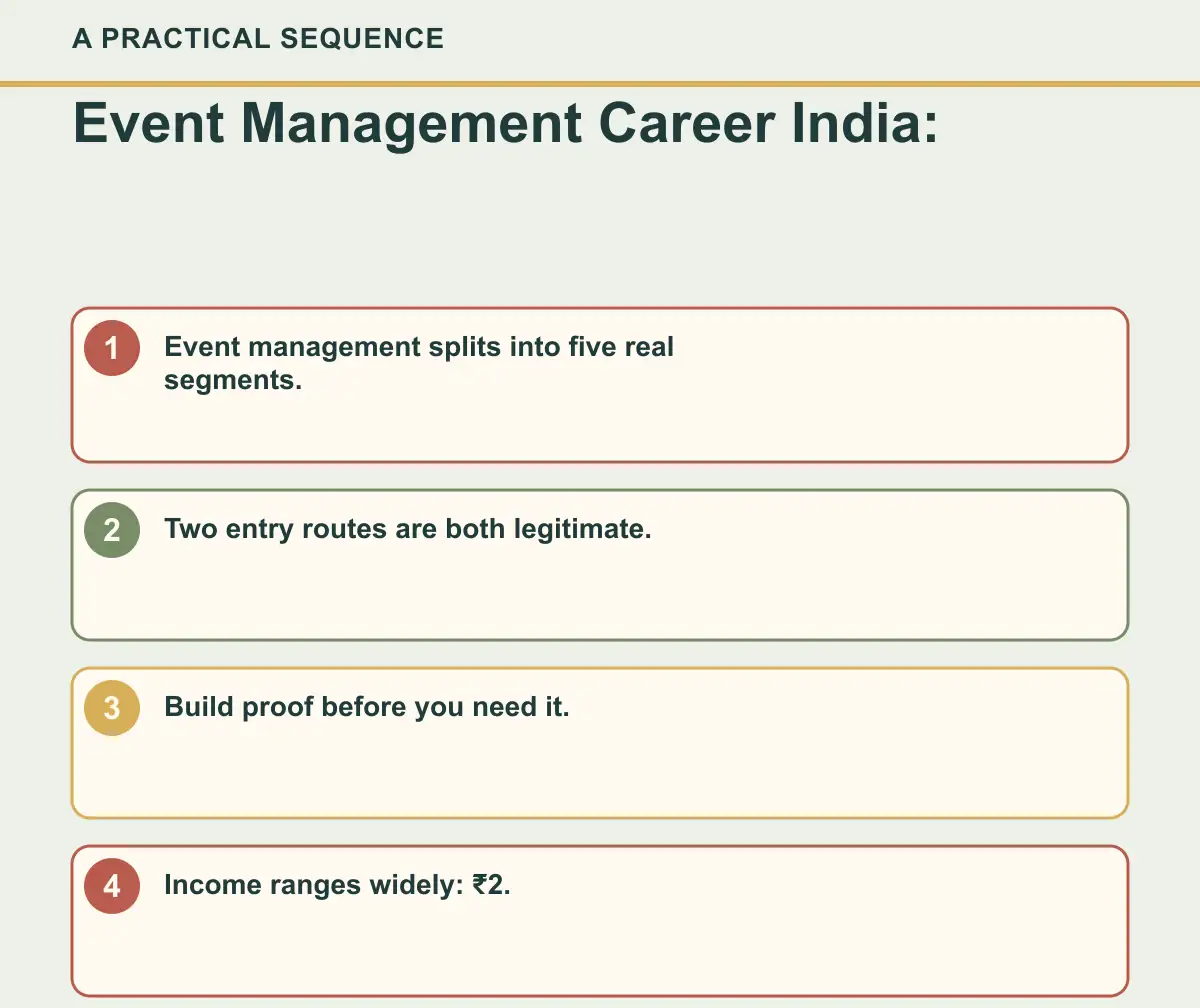 A PRACTICAL SEQUENCE
Event Management Career India:
1
Event management splits into five real
segments.
2
Two entry routes are both legitimate.
3
Build proof before you need it.
4
Income ranges widely: ₹2.